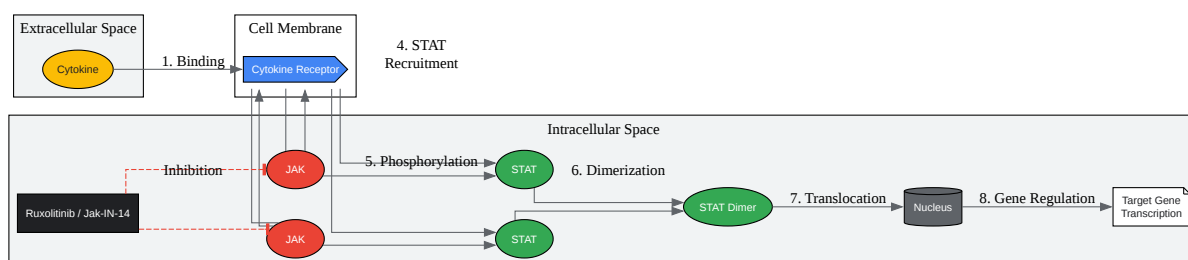 Extracellular Space
Cytokine
1. Binding
Cell Membrane
Cytokine Receptor
4. STAT
Recruitment
Intracellular Space
Inhibition
JAK
5. Phosphorylation
STAT
6. Dimerization
Ruxolitinib / Jak-IN-14
JAK
STAT
STAT Dimer
7. Translocation
Nucleus
8. Gene Regulation
Target Gene
Transcription